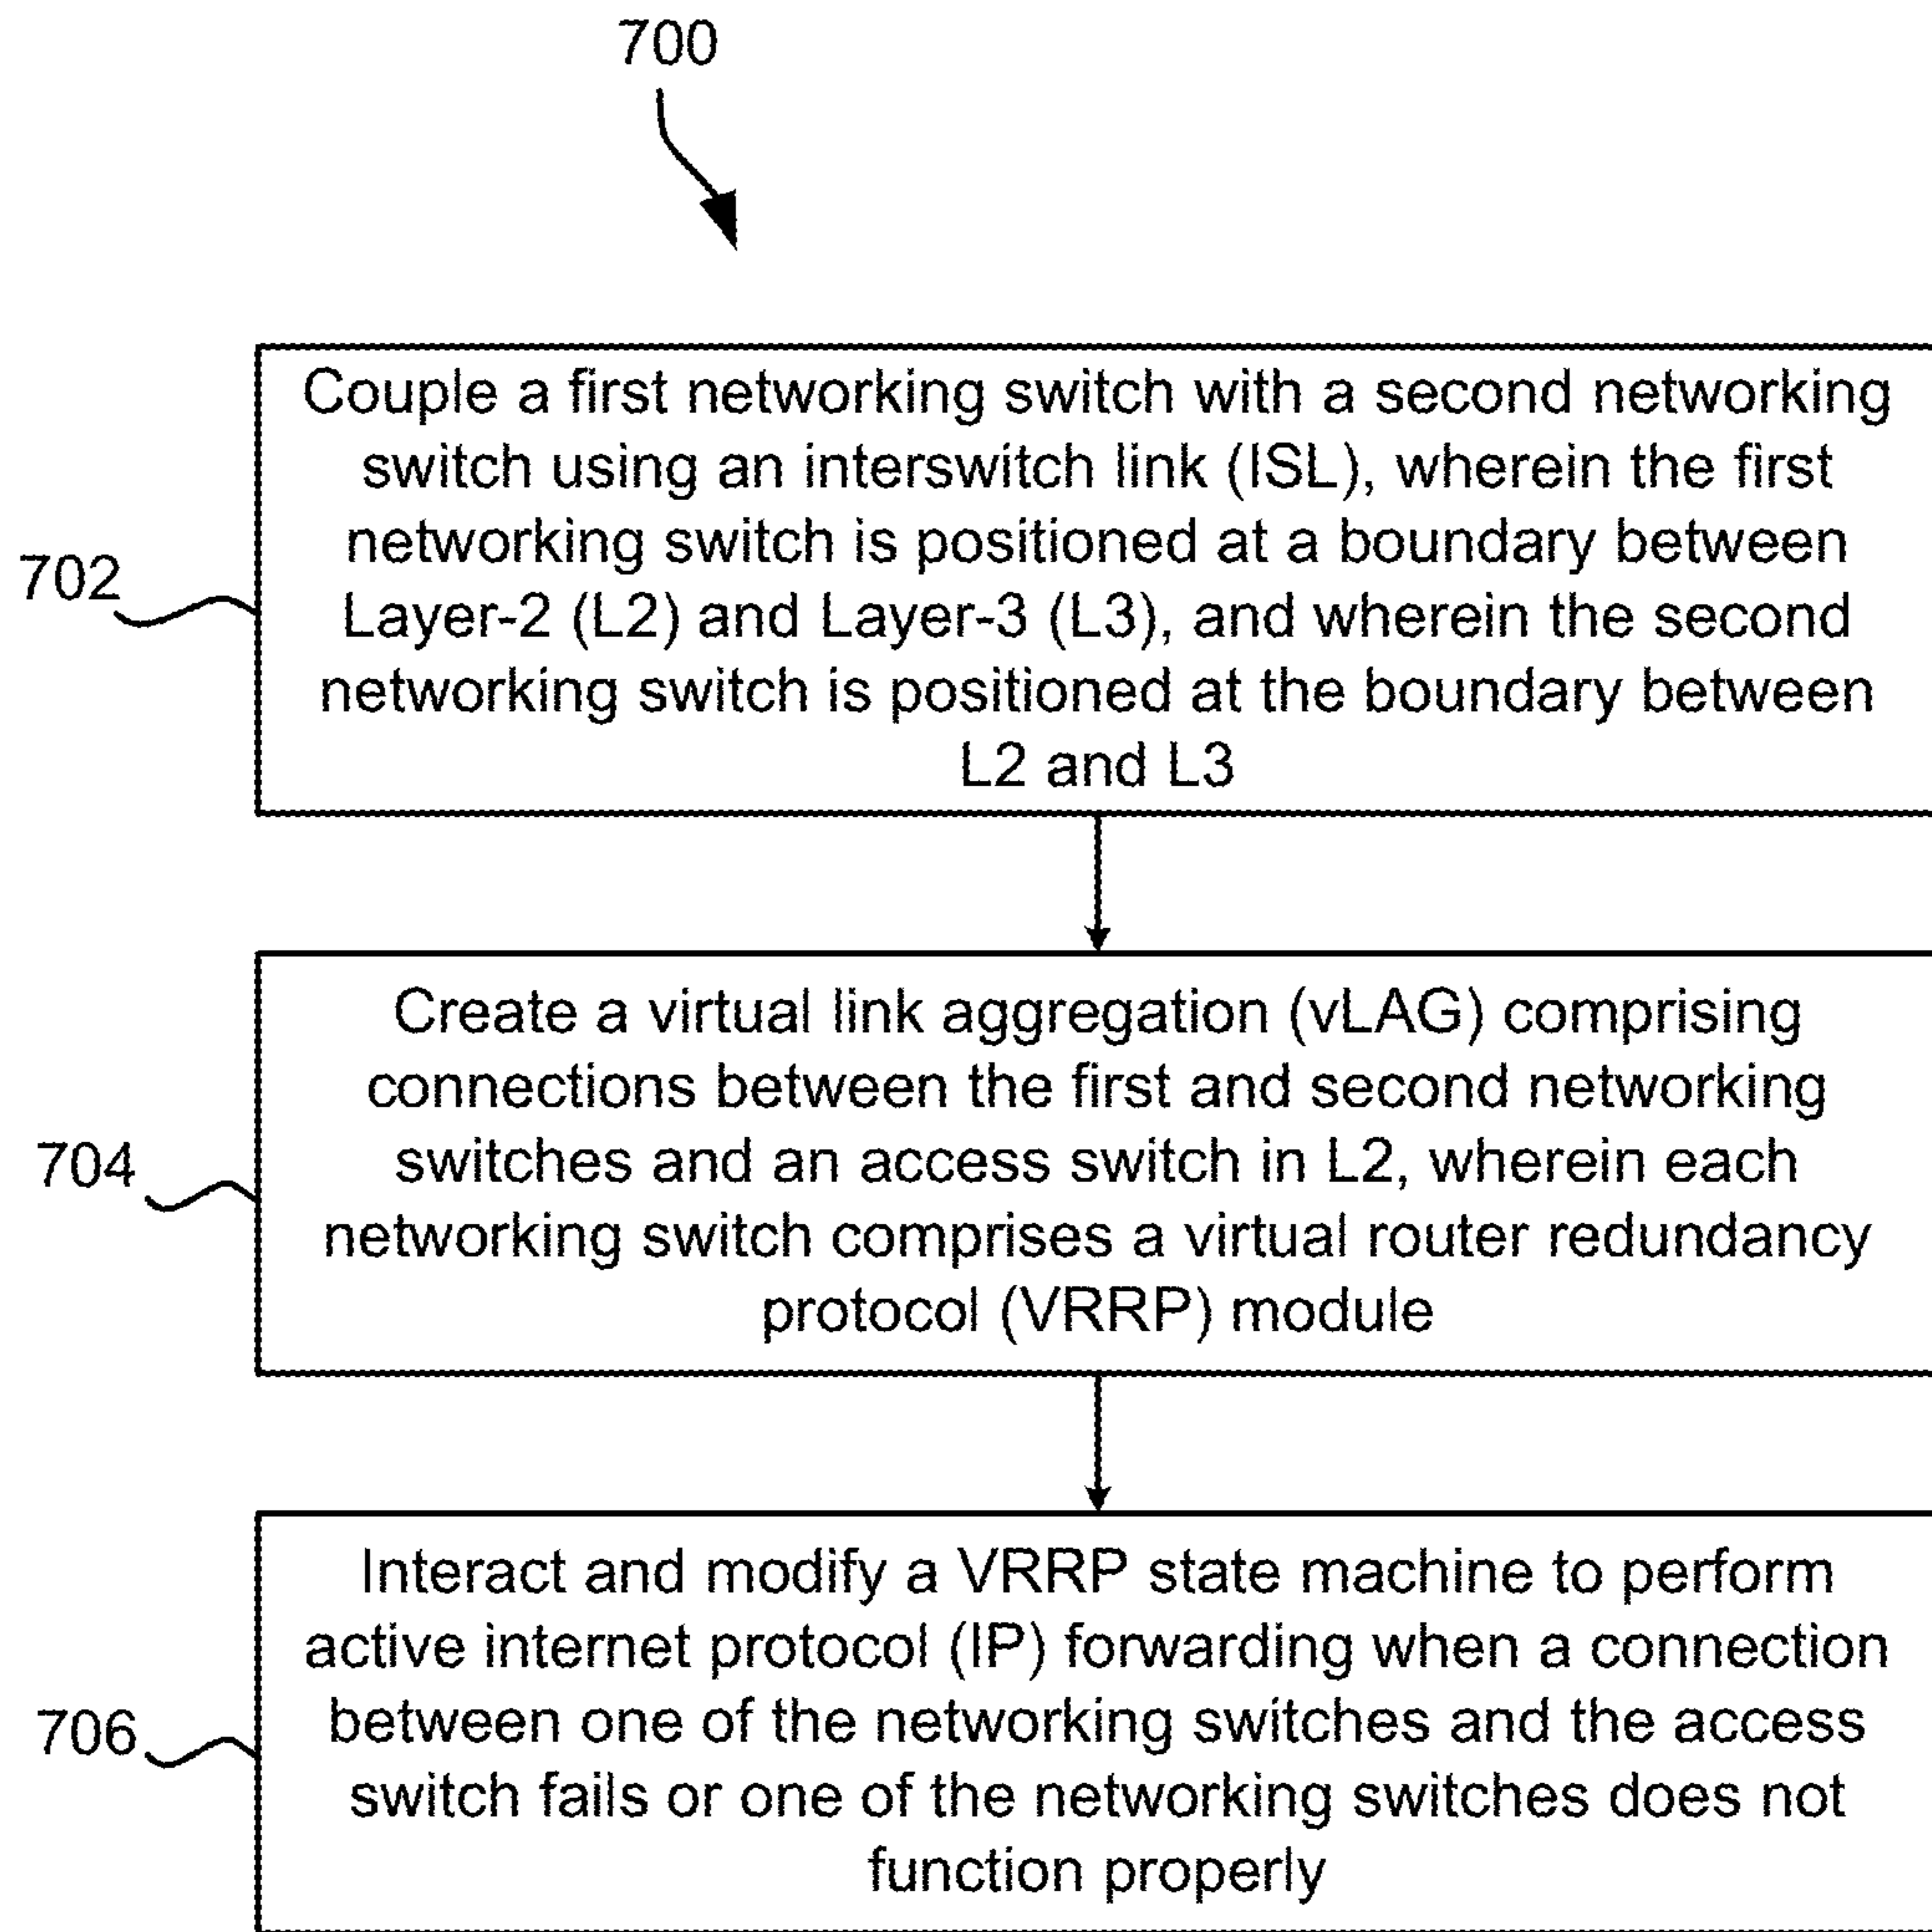 700
702
Couple a first networking switch with a second networking
switch using an interswitch link (ISL), wherein the first
networking switch is positioned at a boundary between
Layer-2 (L2) and Layer-3 (L3), and wherein the second
networking switch is positioned at the boundary between
L2 and L3
704
Create a virtual link aggregation (vLAG) comprising
connections between the first and second networking
switches and an access switch in L2, wherein each
networking switch comprises a virtual router redundancy
protocol (VRRP) module
706
Interact and modify a VRRP state machine to perform
active internet protocol (IP) forwarding when a connection
between one of the networking switches and the access
switch fails or one of the networking switches does not
function properly